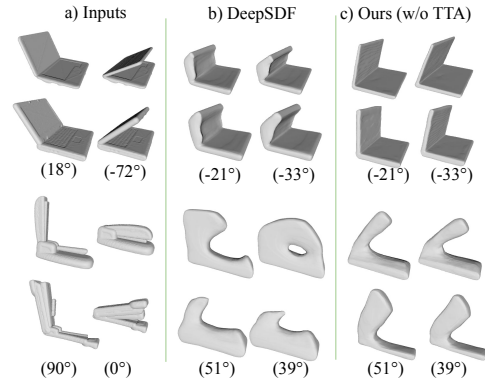 a) Inputs b) DeepSDF c) Ours (w/o TTA)
(18°) (-72°) (-21°) (-33°) (-21°) (-33°)
(90°) (0°) (51°) (39°) (51°) (39°)